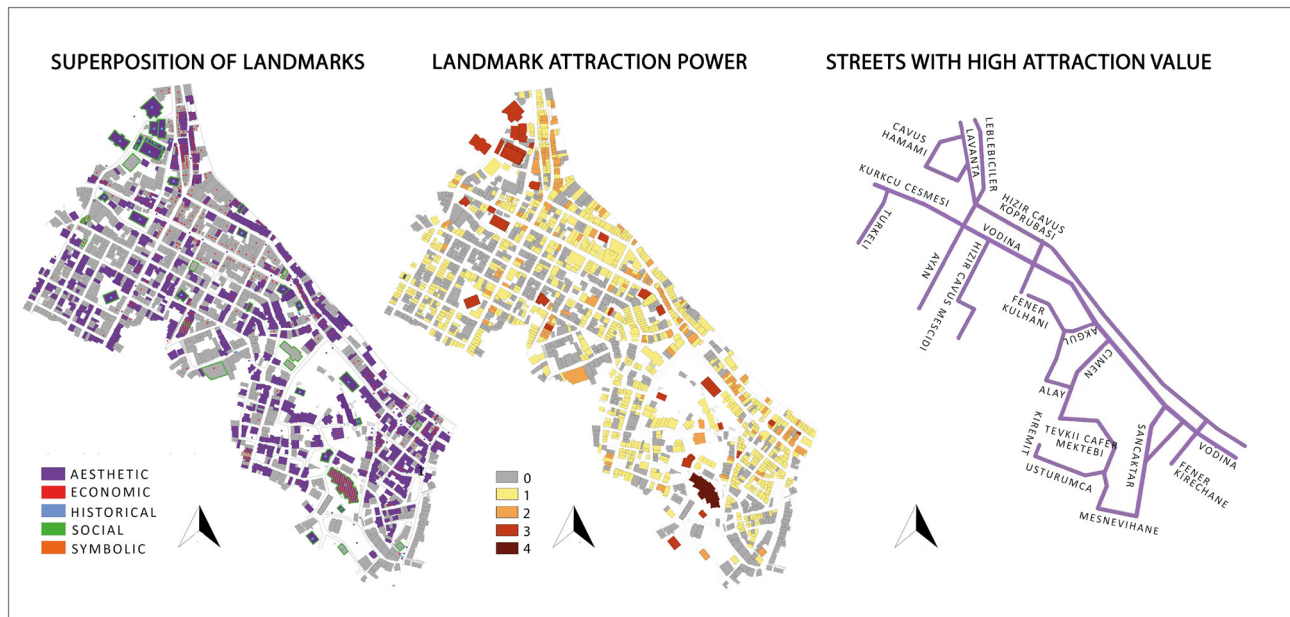 SUPERPOSITION OF LANDMARKS
LANDMARK ATTRACTION POWER
STREETS WITH HIGH ATTRACTION VALUE
AESTHETIC
ECONOMIC
HISTORICAL
SOCIAL
SYMBOLIC
0
1
2
3
4
CAVUS
HAMAMI
LAVANTA
LEBLEBICILER
KURKCU CESMESI
HIZIR CAVUS
KOPRUBASI
TURKELI
VODINA
AYAN
HIZIR CAVUS MESCIDI
FENER
KULHANI
AKGUL
CIMEN
ALAY
KIREMIT
TEVKII CAFER
MEKTEBI
SANCAKTAR
USTURUMCA
VODINA
FENER
KIRECHANE
MESNEVIHANE